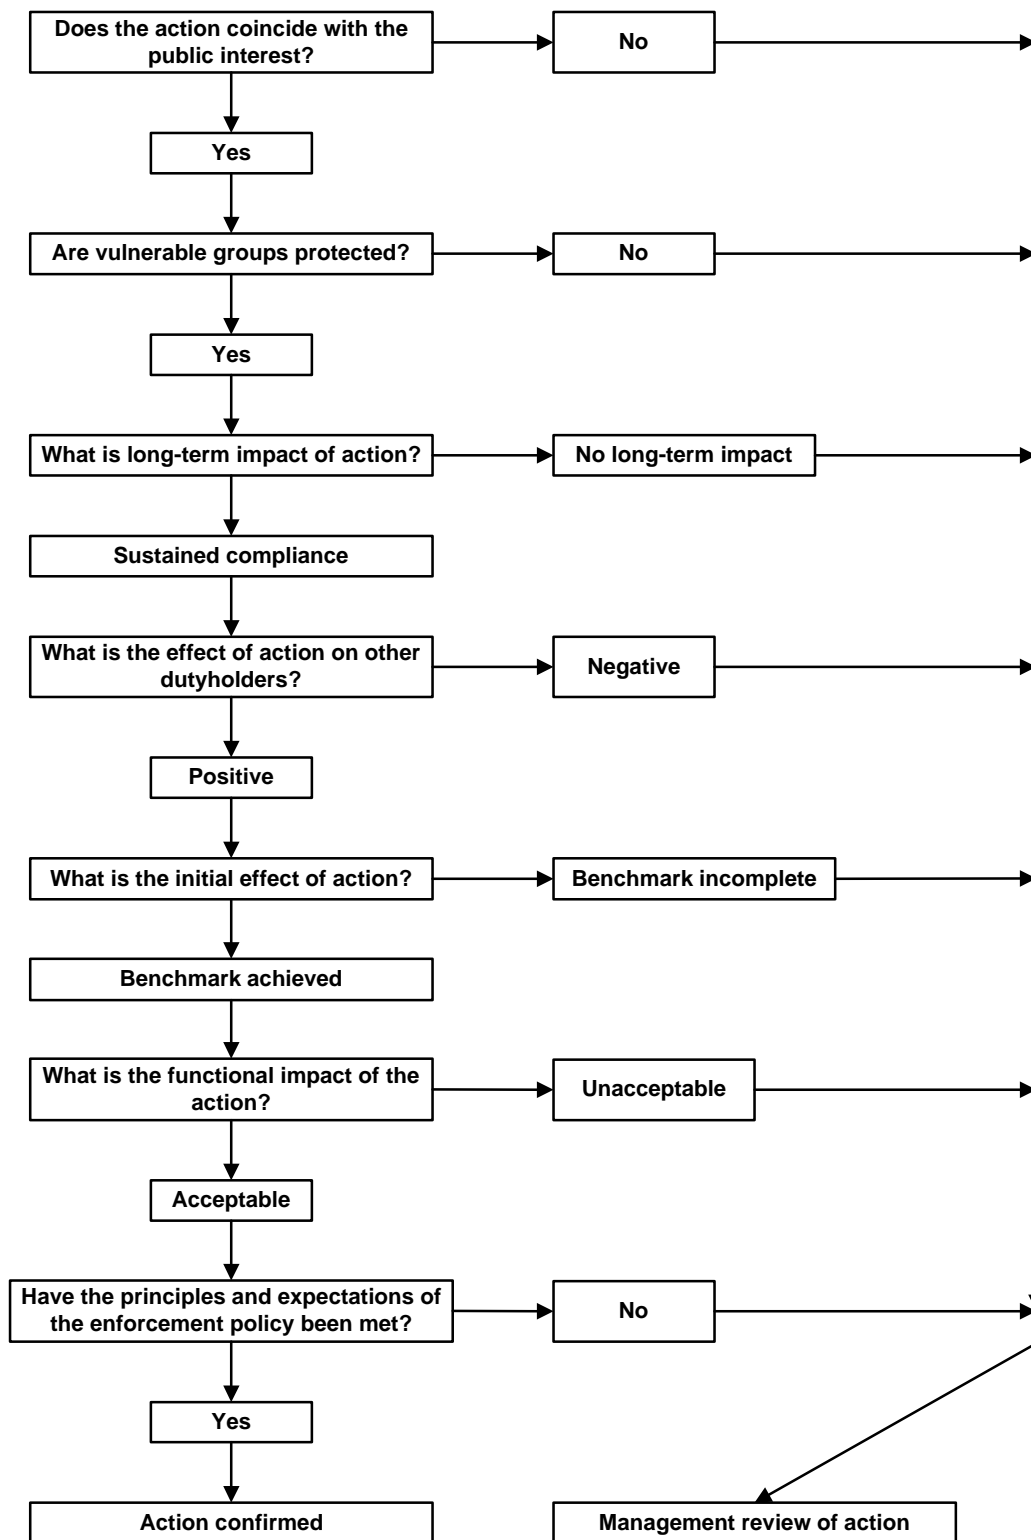 Does the action coincide with the
public interest?
No
Yes
Are vulnerable groups protected?
No
Yes
What is long-term impact of action?
No long-term impact
Sustained compliance
What is the effect of action on other
dutyholders?
Negative
Positive
What is the initial effect of action?
Benchmark incomplete
Benchmark achieved
What is the functional impact of the
action?
Unacceptable
Acceptable
Have the principles and expectations of
the enforcement policy been met?
No
Yes
Action confirmed
Management review of action